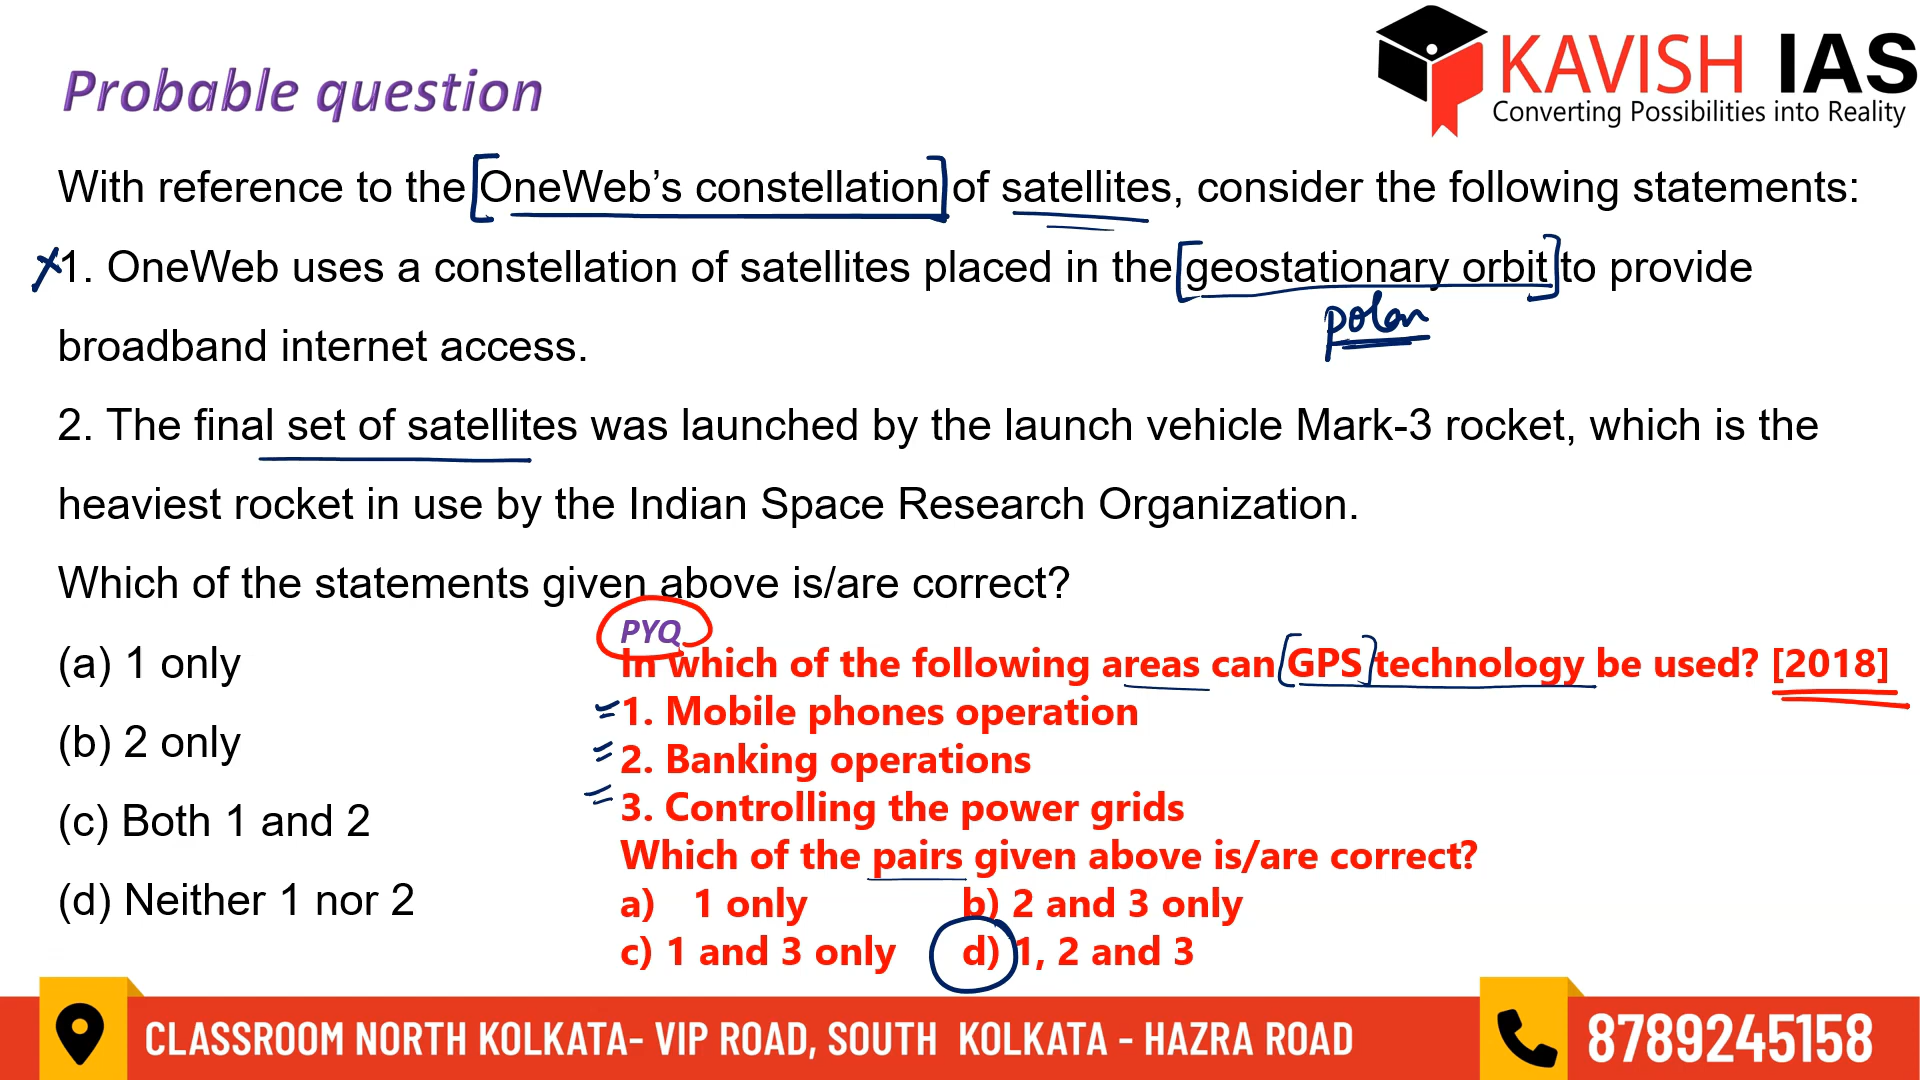 KAVISH IAS
Converting Possibilities into Reality
Probable question
With reference to the OneWeb’s constellation of satellites, consider the following statements:
1. OneWeb uses a constellation of satellites placed in the geostationary orbit to provide
polar
broadband internet access.
2. The final set of satellites was launched by the launch vehicle Mark-3 rocket, which is the
heaviest rocket in use by the Indian Space Research Organization.
Which of the statements given above is/are correct?
(a) 1 only
(b) 2 only
(c) Both 1 and 2
(d) Neither 1 nor 2
PYQ
In which of the following areas can GPS technology be used? [2018]
1. Mobile phones operation
2. Banking operations
3. Controlling the power grids
Which of the pairs given above is/are correct?
a) 1 only b) 2 and 3 only
c) 1 and 3 only d) 1, 2 and 3
CLASSROOM NORTH KOLKATA- VIP ROAD, SOUTH KOLKATA - HAZRA ROAD
8789245158